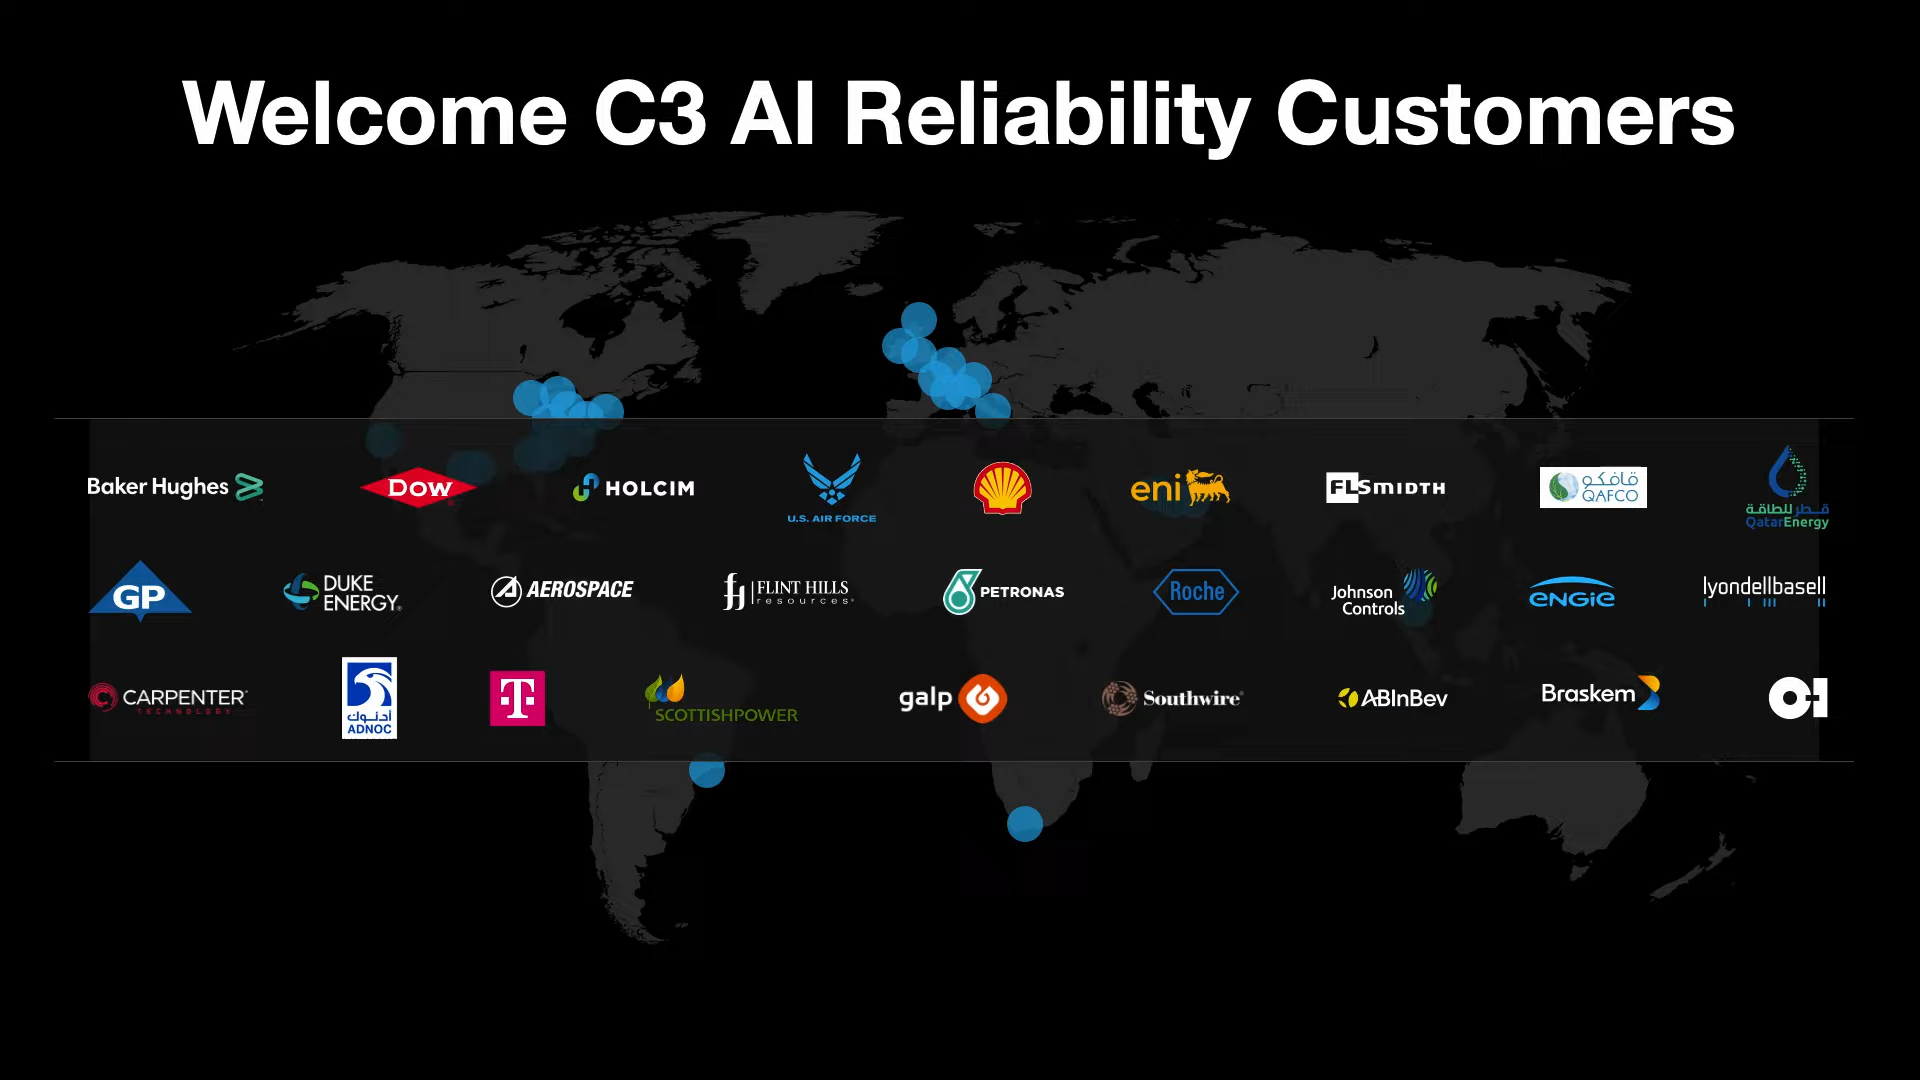 Welcome C3 AI Reliability Customers
Baker Hughes
Dow
HOLCIM
U.S. AIR FORCE
eni
FLSMIDTH
قافكو
QAFCO
قطر للطاقة
QatarEnergy
GP
DUKE
ENERGY®
AEROSPACE
FLINT HILLS
resources®
PETRONAS
Roche
Johnson
Controls
ENGIE
lyondellbasell
CARPENTER®
TECHNOLOGY
أدنوك
ADNOC
T
SCOTTISHPOWER
galp
Southwire®
ABInBev
Braskem